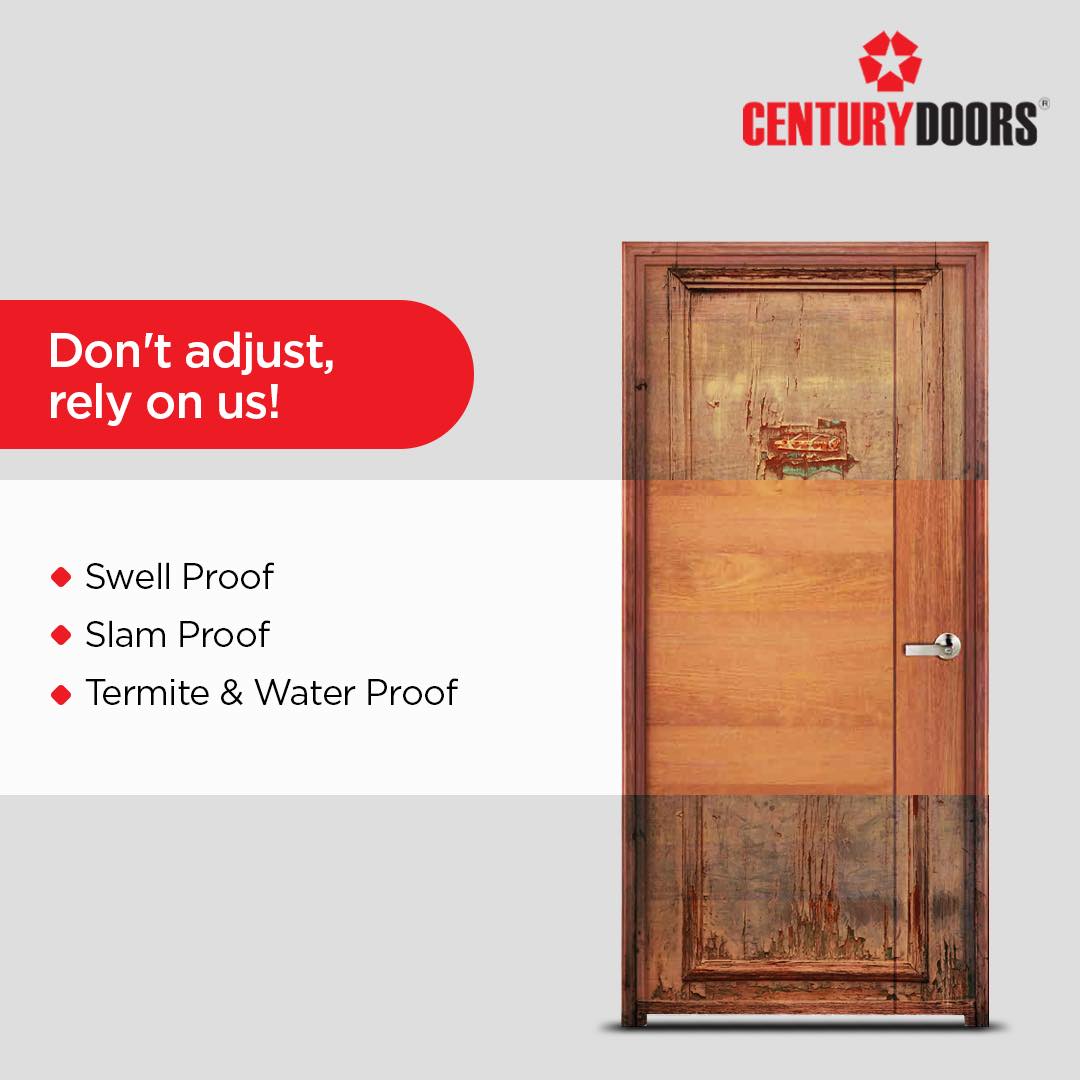 CENTURYDOORS®
Don't adjust,
rely on us!
Swell Proof
Slam Proof
Termite & Water Proof